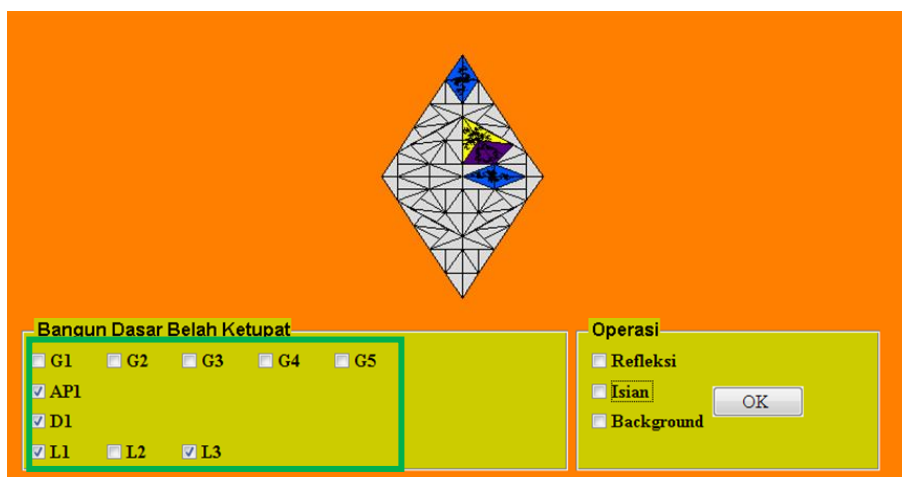 Bangun Dasar Belah Ketupat
G1 G2 G3 G4 G5
AP1
D1
L1 L2 L3
Operasi
Refleksi
Isian
Background
OK